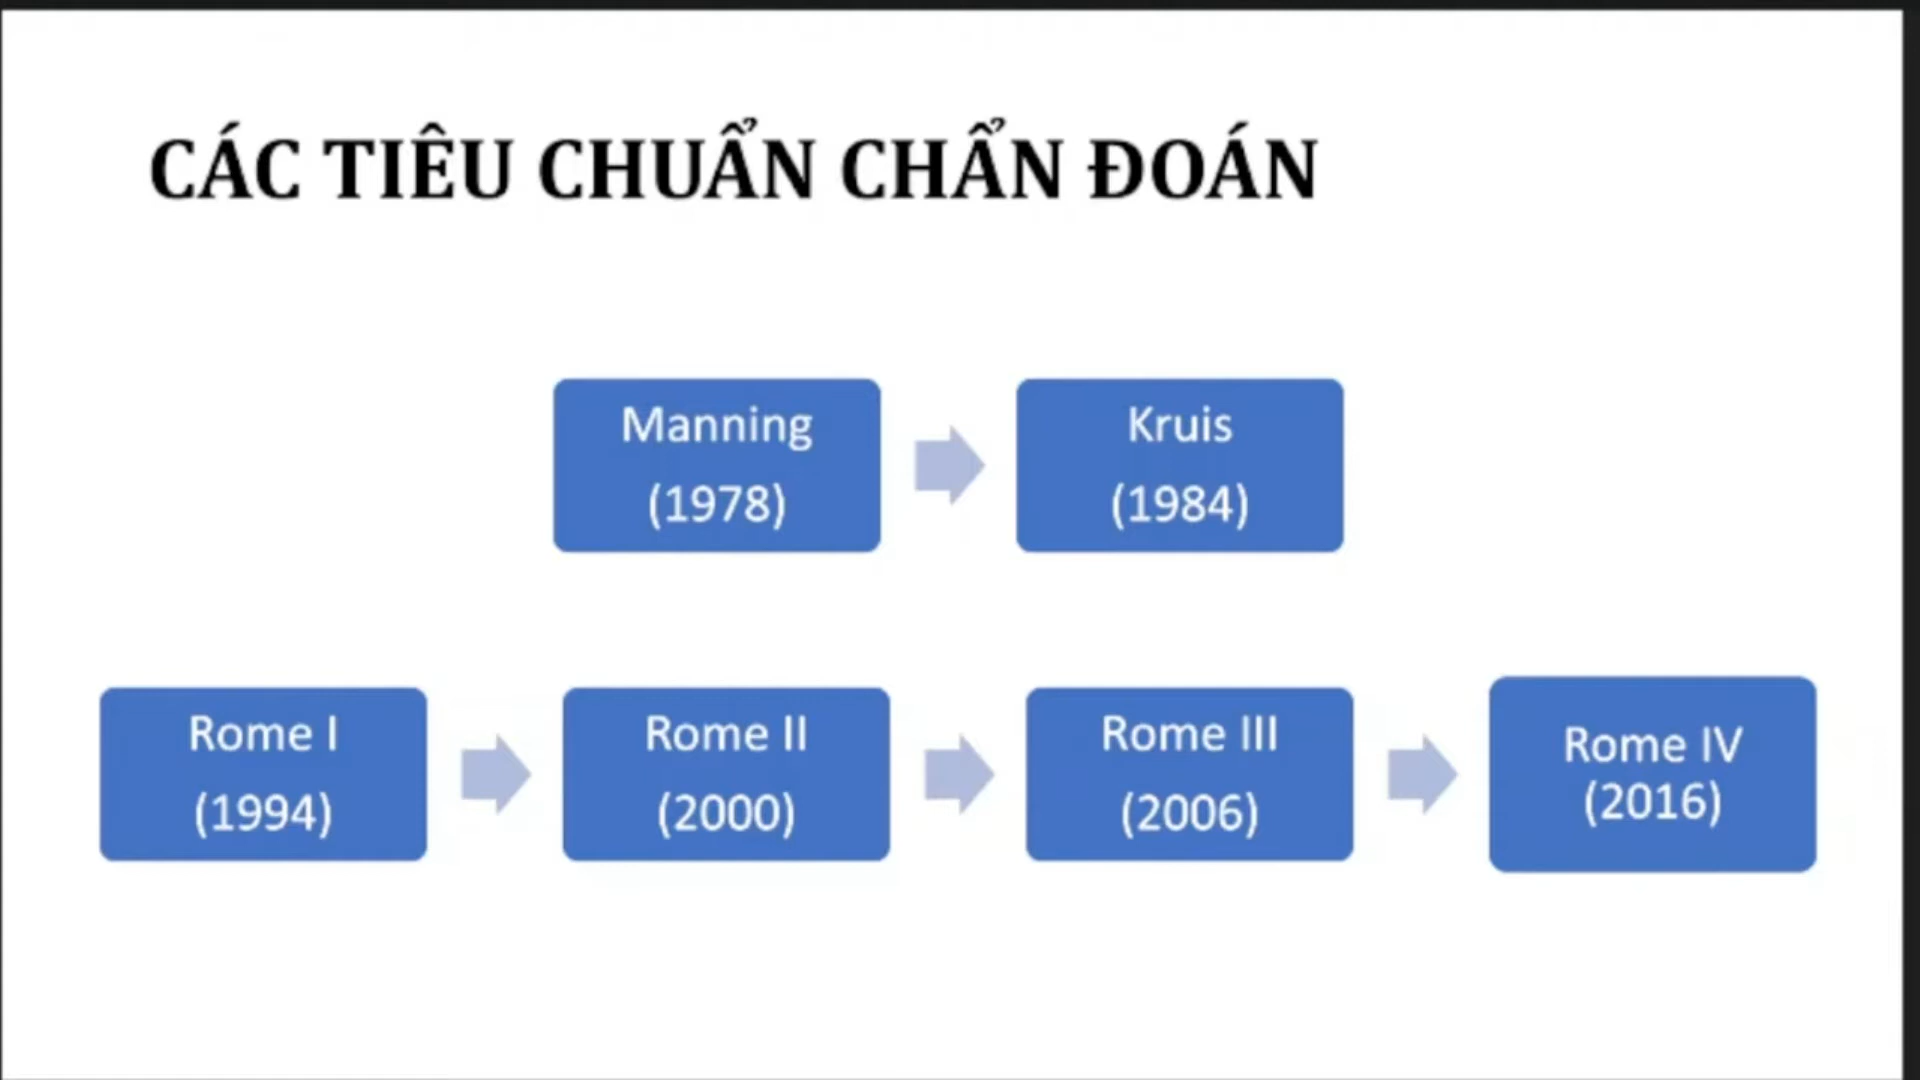 CÁC TIÊU CHUẨN CHẨN ĐOÁN
Manning
(1978)
Kruis
(1984)
Rome I
(1994)
Rome II
(2000)
Rome III
(2006)
Rome IV
(2016)